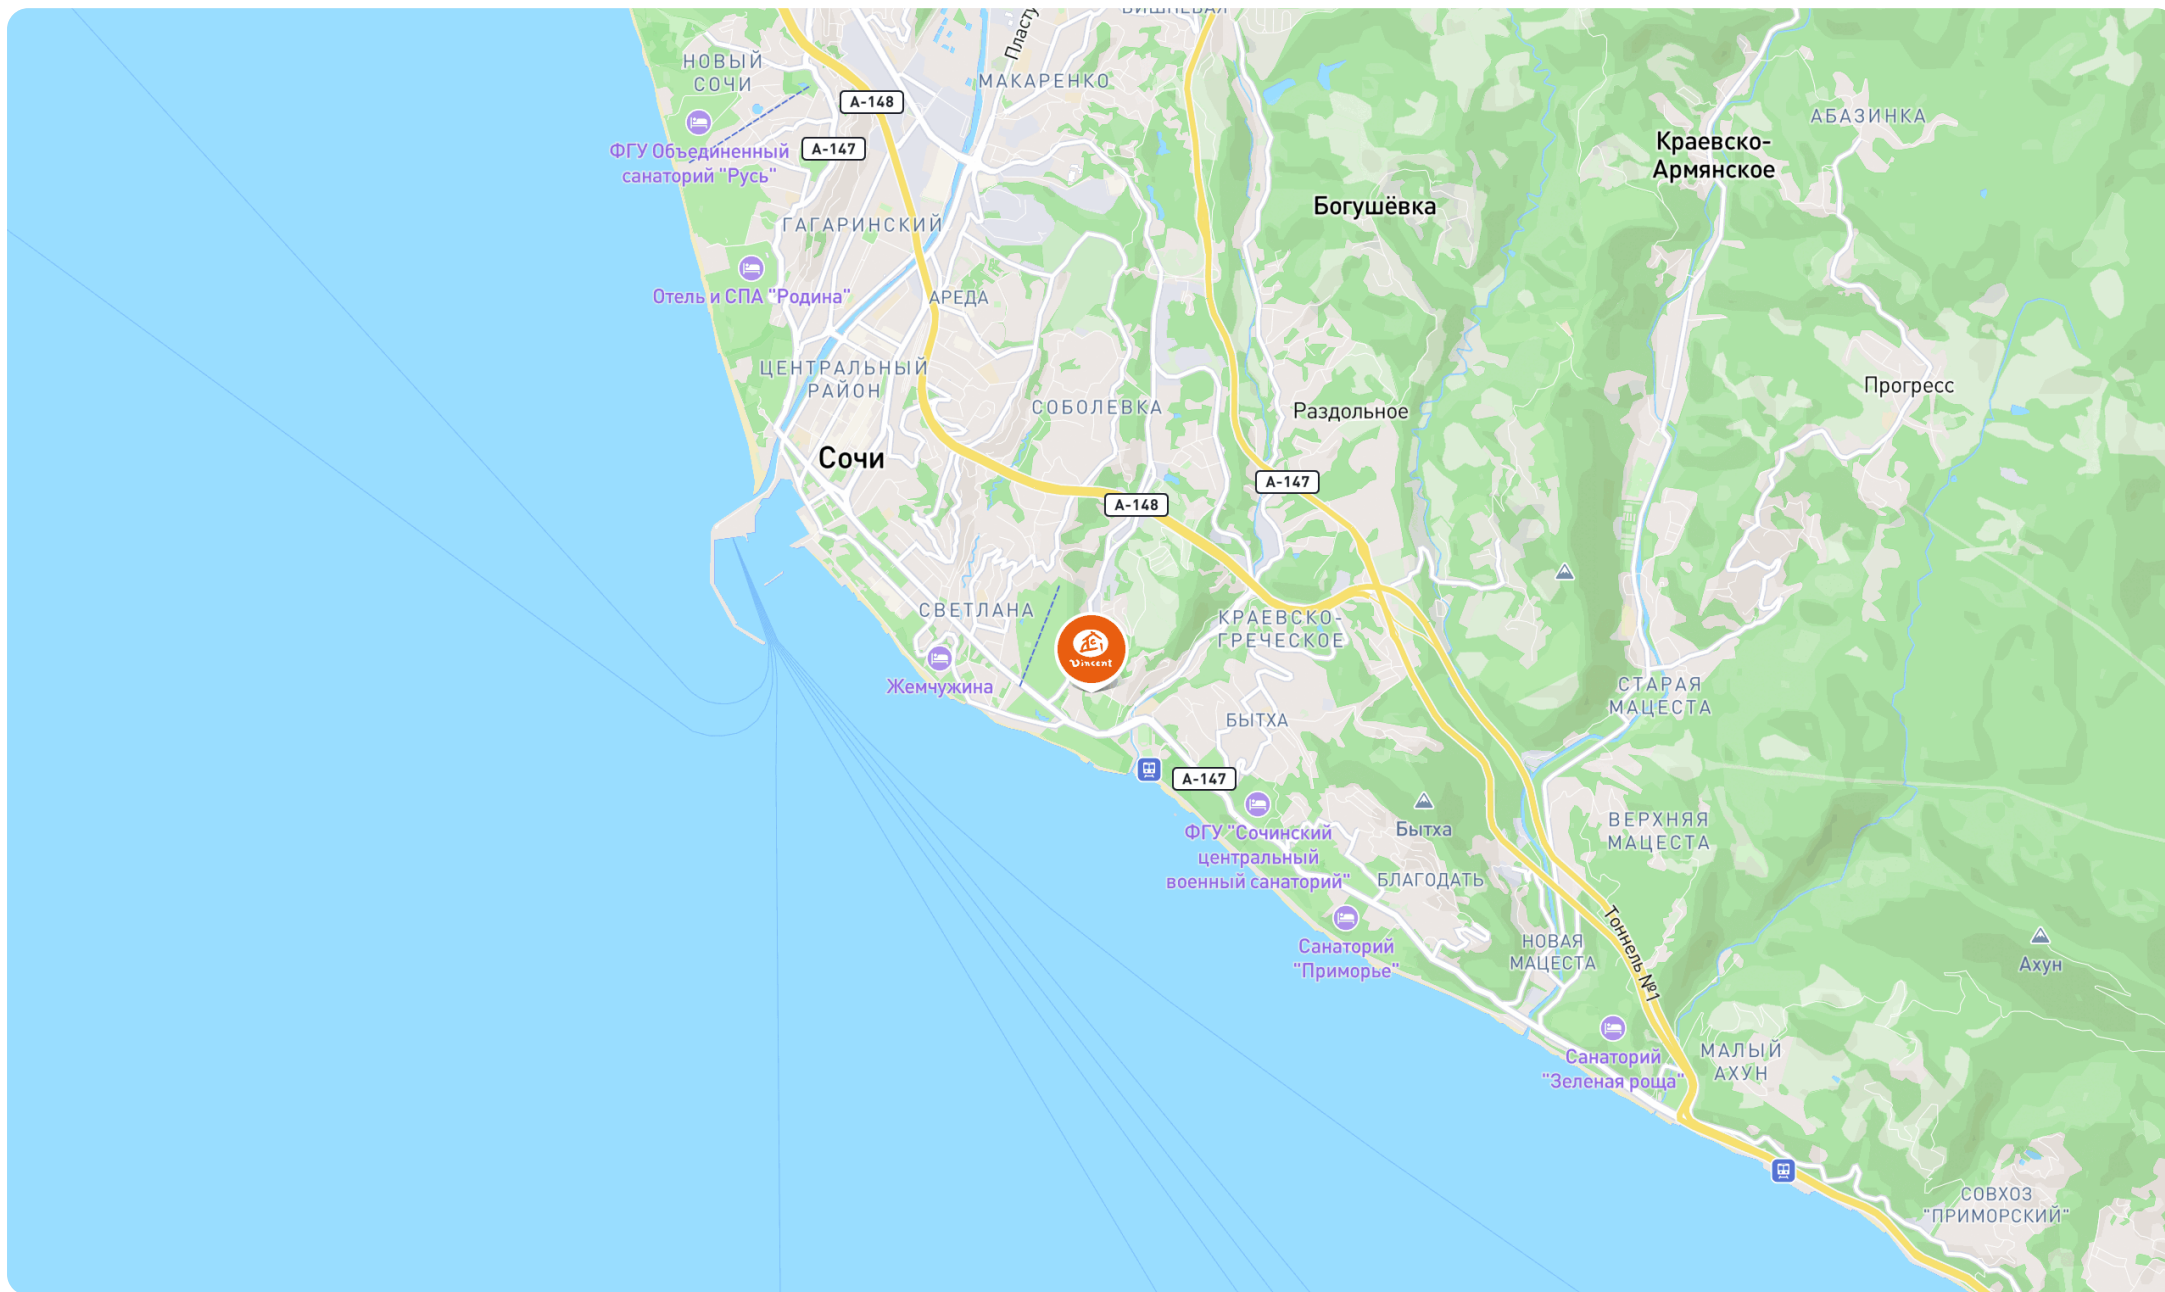 ВИШНЁВАЯ
Пласту
НОВЫЙ
СОЧИ
МАКАРЕНКО
А-148
А-147
АБАЗИНКА
Краевско-
Армянское
ФГУ Объединенный
санаторий "Русь"
Богушёвка
ГАГАРИНСКИЙ
Отель и СПА "Родина"
АРЕДА
ЦЕНТРАЛЬНЫЙ
РАЙОН
СОБОЛЕВКА
Раздольное
Прогресс
Сочи
А-147
А-148
СВЕТЛАНА
КРАЕВСКО-
ГРЕЧЕСКОЕ
Vincent
Жемчужина
СТАРАЯ
МАЦЕСТА
БЫТХА
А-147
ФГУ "Сочинский
центральный
военный санаторий"
Бытха
ВЕРХНЯЯ
МАЦЕСТА
БЛАГОДАТЬ
Санаторий
"Приморье"
НОВАЯ
МАЦЕСТА
Тоннель №1
Ахун
Санаторий
"Зеленая роща"
МАЛЫЙ
АХУН
СОВХОЗ
"ПРИМОРСКИЙ"